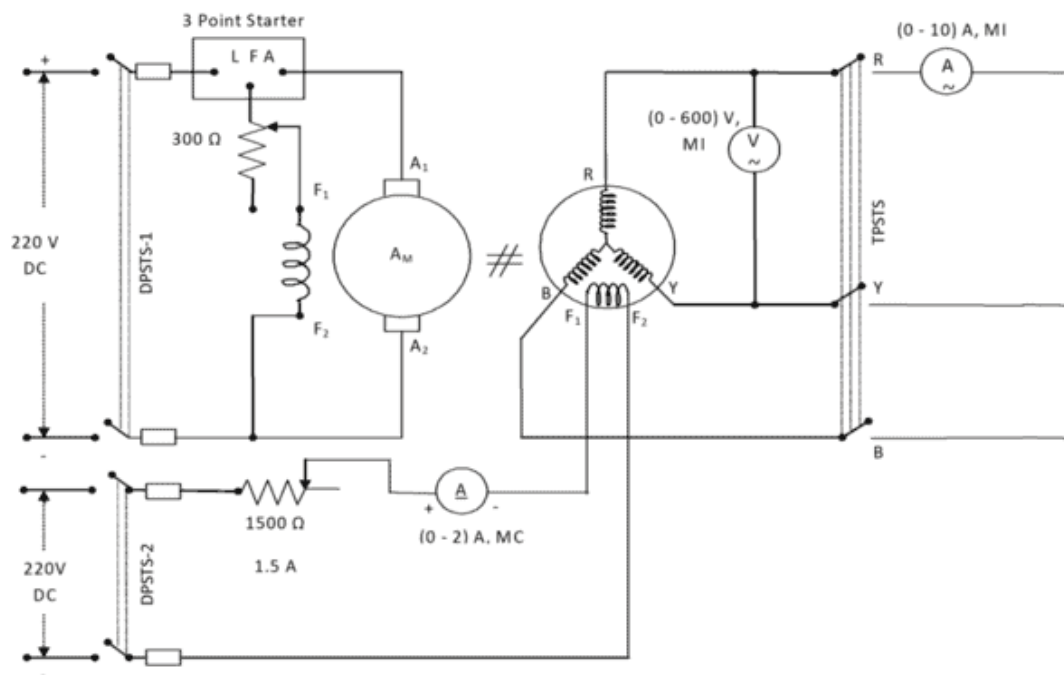 3 Point Starter
L F A
+
300 Ω
F₁
F₂
220 V
DC
DPSTS-1
A₁
Aᴍ
A₂
-
R
B
Y
F₁
F₂
(0 - 600) V,
MI
V
~
(0 - 10) A, MI
A
~
R
Y
B
TPSTS
220V
DC
DPSTS-2
1500 Ω
1.5 A
A
+
-
(0 - 2) A, MC
-